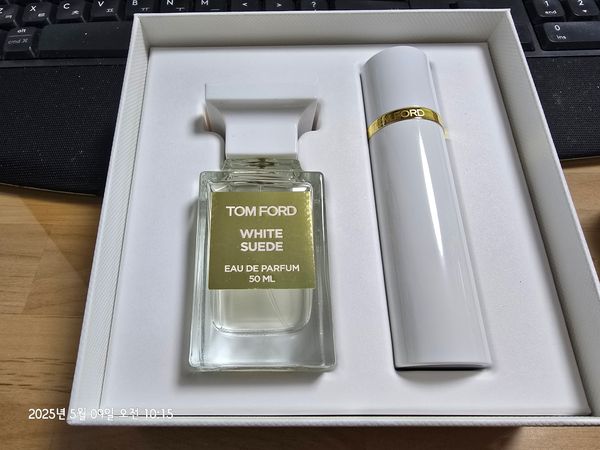 TOM FORD
WHITE
SUEDE
EAU DE PARFUM
50 ML
FORD
2025년 5월 09일 오전 10:15